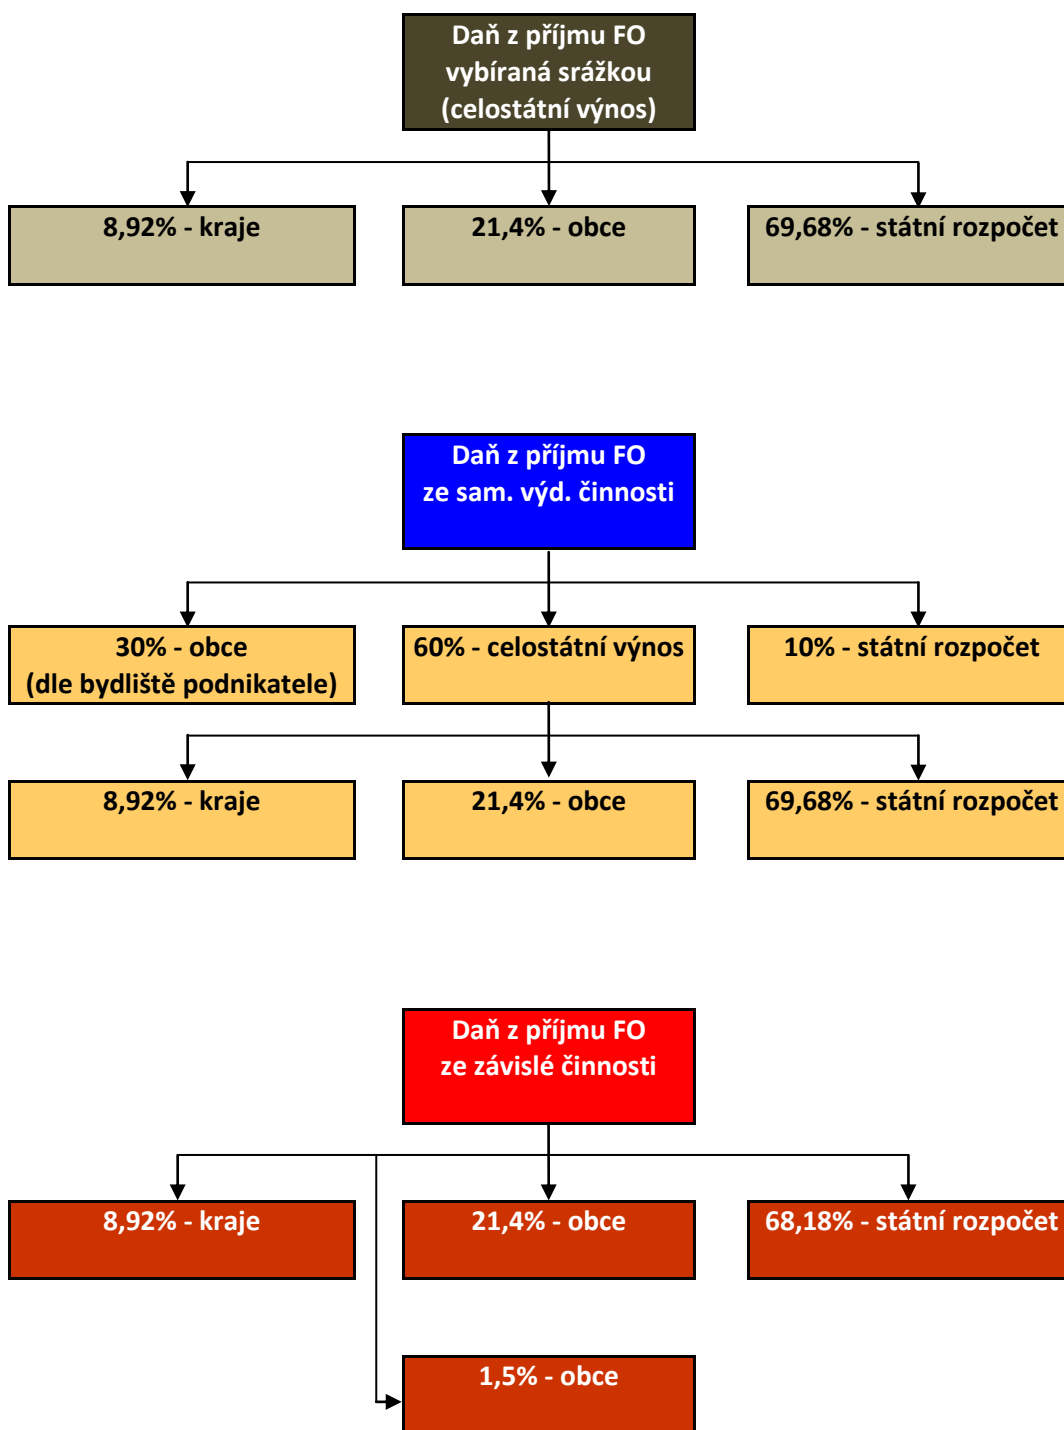 Daň z příjmu FO
vybíraná srážkou
(celostátní výnos)
8,92% - kraje
21,4% - obce
69,68% - státní rozpočet
Daň z příjmu FO
ze sam. výd. činnosti
30% - obce
(dle bydliště podnikatele)
60% - celostátní výnos
10% - státní rozpočet
8,92% - kraje
21,4% - obce
69,68% - státní rozpočet
Daň z příjmu FO
ze závislé činnosti
8,92% - kraje
21,4% - obce
68,18% - státní rozpočet
1,5% - obce